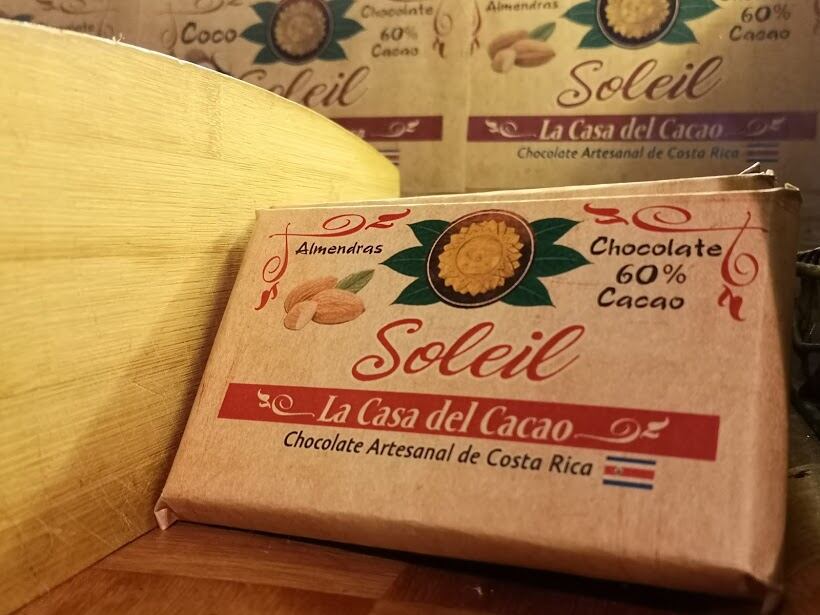 Coco
Chocolate
60%
Cacao
Soleil
Almendras
60%
Cacao
Soleil
La Casa del Cacao
Chocolate Artesanal de Costa Rica
Almendras
Chocolate
60%
Cacao
Soleil
La Casa del Cacao
Chocolate Artesanal de Costa Rica